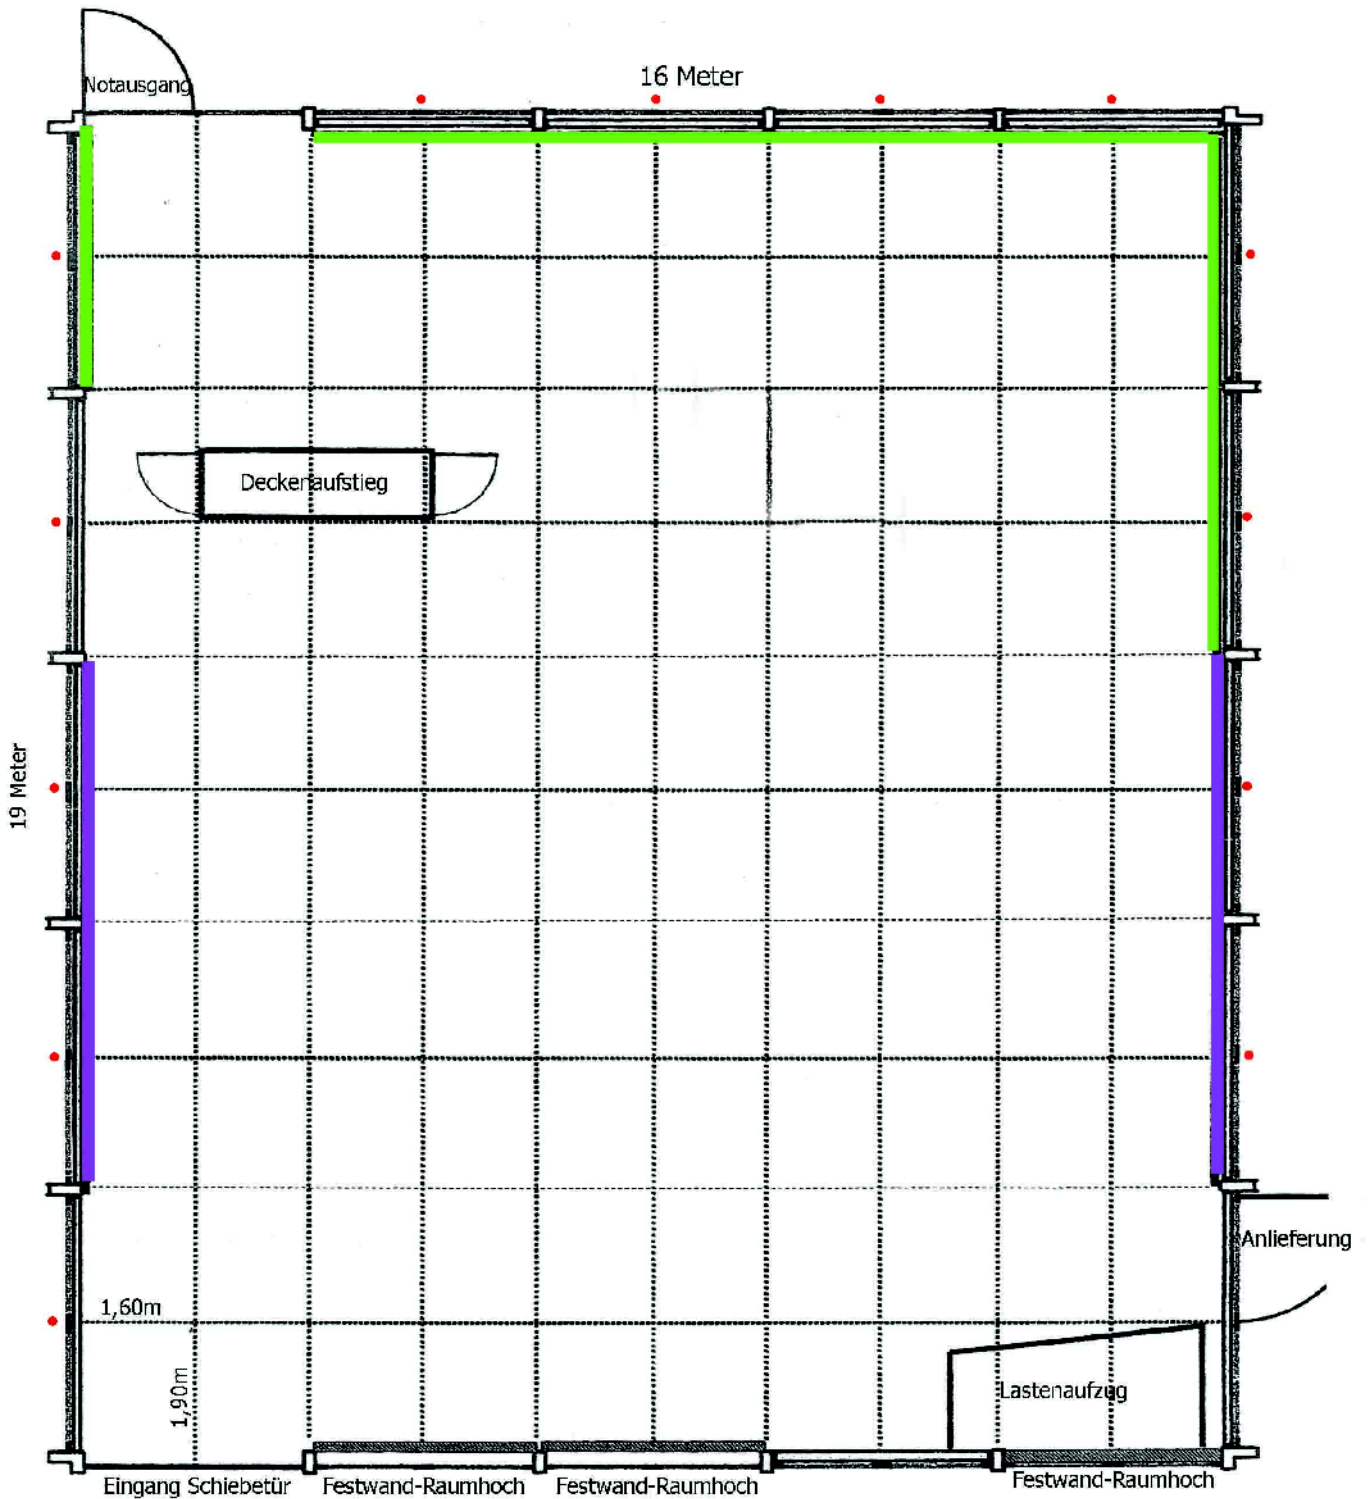 Notausgang
16 Meter
Deckenaufstieg
19 Meter
Anlieferung
1,60m
1,90m
Lastenaufzug
Eingang Schiebetür
Festwand-Raumhoch
Festwand-Raumhoch
Festwand-Raumhoch